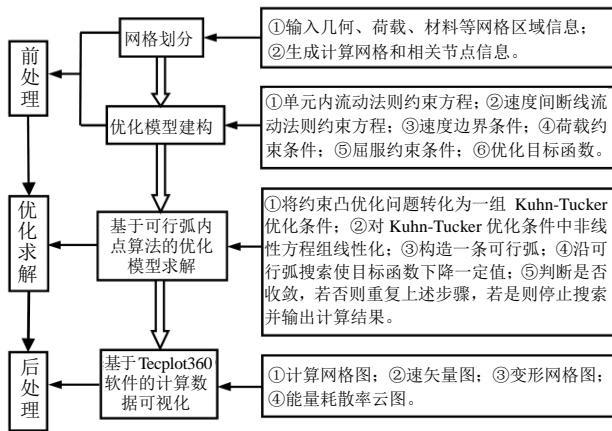 网格划分
①输入几何、荷载、材料等网格区域信息；
②生成计算网格和相关节点信息。
前处理
优化模型建构
①单元内流动法则约束方程；②速度间断线流
动法则约束方程；③速度边界条件；④荷载约
束条件；⑤屈服约束条件；⑥优化目标函数。
优化求解
基于可行弧内
点算法的优化
模型求解
①将约束凸优化问题转化为一组 Kuhn-Tucker
优化条件；②对 Kuhn-Tucker 优化条件中非线
性方程组线性化；③构造一条可行弧；④沿可
行弧搜索使目标函数下降一定值；⑤判断是否
收敛，若否则重复上述步骤，若是则停止搜索
并输出计算结果。
后处理
基于Tecplot360
软件的计算数
据可视化
①计算网格图；②速矢量图；③变形网格图；
④能量耗散率云图。